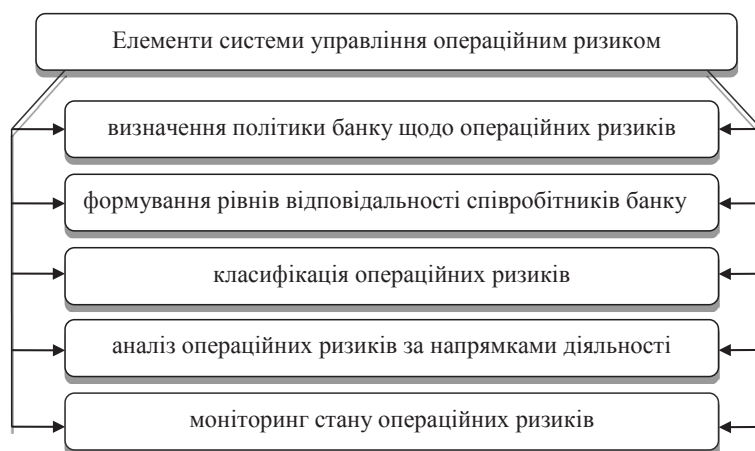 Елементи системи управління операційним ризиком
визначення політики банку щодо операційних ризиків
формування рівнів відповідальності співробітників банку
класифікація операційних ризиків
аналіз операційних ризиків за напрямками діяльності
моніторинг стану операційних ризиків